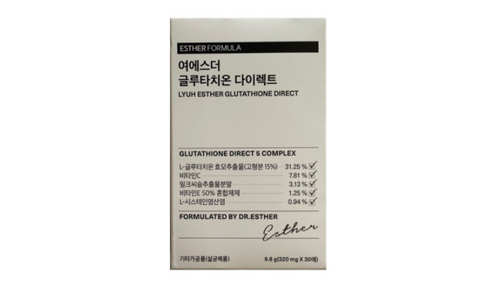 ESTHER FORMULA
여에스더
글루타치온 다이렉트
LYUH ESTHER GLUTATHIONE DIRECT
GLUTATHIONE DIRECT 5 COMPLEX
L-글루타치온 효모추출물(고형분 15%) 31.25 %
비타민C 7.81 %
밀크씨슬추출물분말 3.13 %
비타민E 50% 혼합제제 1.25 %
L-시스테인염산염 0.94 %
FORMULATED BY DR.ESTHER
Esther
기타가공품(살균제품) 9.6 g(320 mg X 30매)